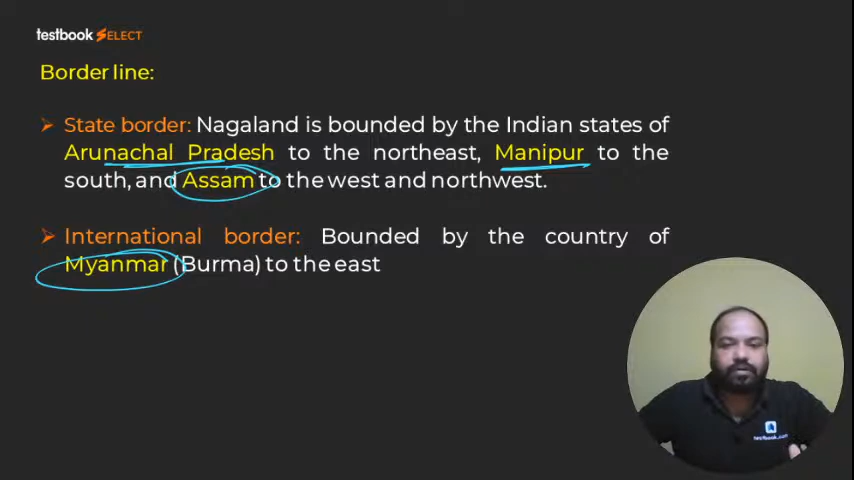 testbook SELECT
Border line:
➤ State border: Nagaland is bounded by the Indian states of
Arunachal Pradesh to the northeast, Manipur to the
south, and Assam to the west and northwest.
➤ International border: Bounded by the country of
Myanmar (Burma) to the east
testbook.com